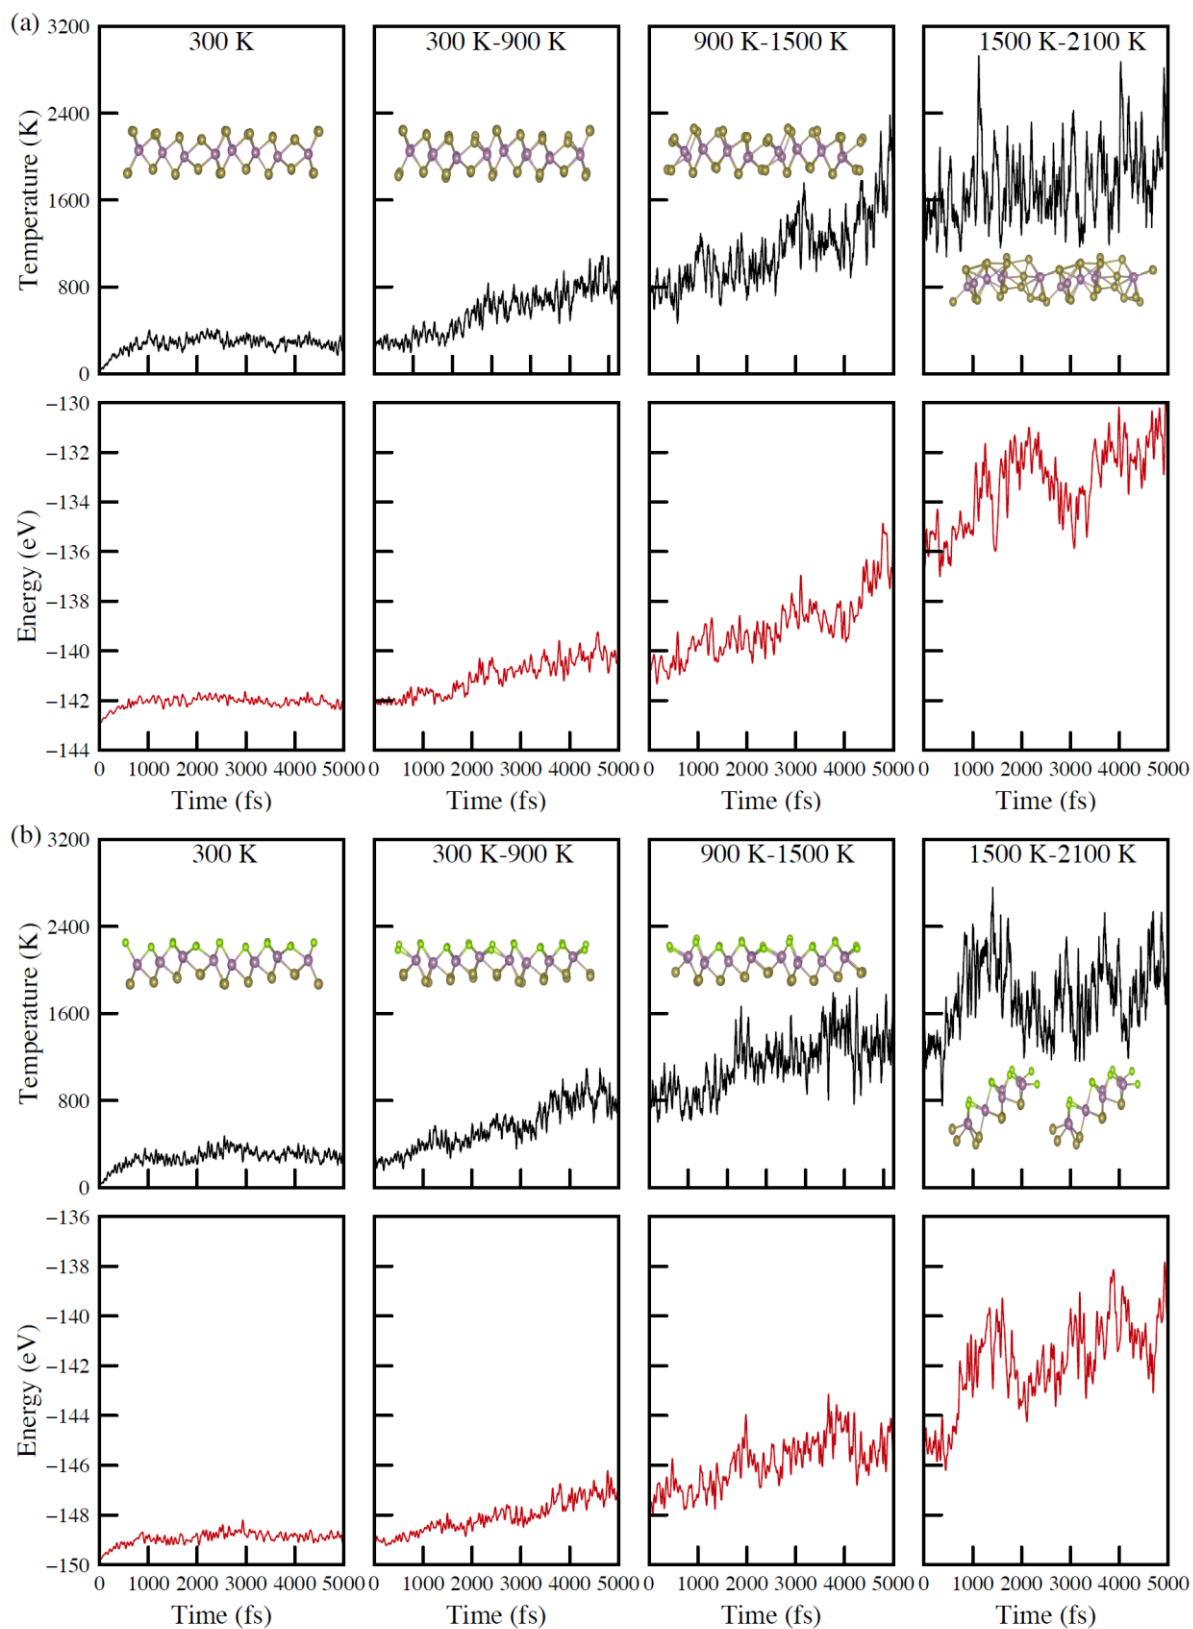 (a)
300 K
300 K-900 K
900 K-1500 K
1500 K-2100 K
Temperature (K)
3200
2400
1600
800
0
Energy (eV)
−130
−132
−134
−136
−138
−140
−142
−144
0 1000 2000 3000 4000 5000
0 1000 2000 3000 4000 5000
0 1000 2000 3000 4000 5000
0 1000 2000 3000 4000 5000
Time (fs)
Time (fs)
Time (fs)
Time (fs)
(b)
300 K
300 K-900 K
900 K-1500 K
1500 K-2100 K
Temperature (K)
3200
2400
1600
800
0
Energy (eV)
−136
−138
−140
−142
−144
−146
−148
−150
0 1000 2000 3000 4000 5000
0 1000 2000 3000 4000 5000
0 1000 2000 3000 4000 5000
0 1000 2000 3000 4000 5000
Time (fs)
Time (fs)
Time (fs)
Time (fs)